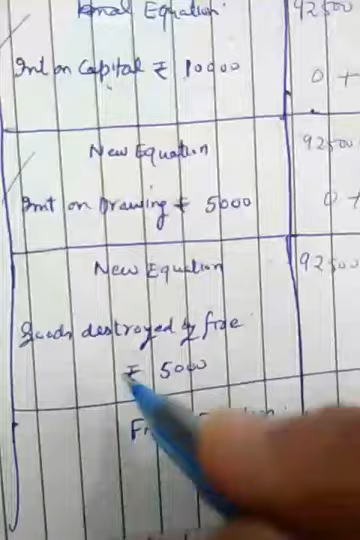 Equation 92500
Int on Capital ₹ 10000 0 +
New Equation 92500
Int on Drawing ₹ 5000 0 +
New Equation 92500
Goods destroyed by fire
₹ 5000